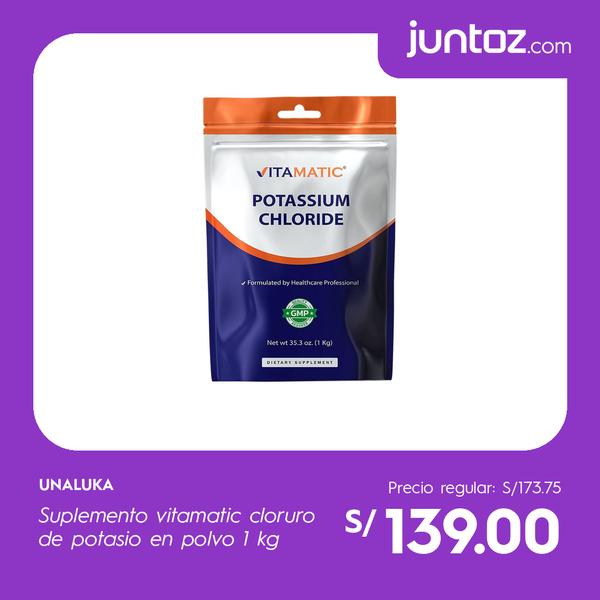 juntoz.com
VITAMATIC®
POTASSIUM
CHLORIDE
✓ Formulated by Healthcare Professional
GMP
Net wt 35.3 oz. (1 Kg)
DIETARY SUPPLEMENT
UNALUKA
Suplemento vitamatic cloruro
de potasio en polvo 1 kg
Precio regular: S/173.75
S/139.00